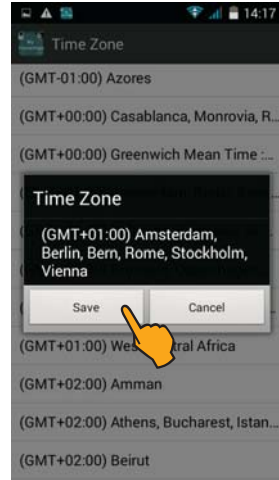 14:17
Time Zone
(GMT-01:00) Azores
(GMT+00:00) Casablanca, Monrovia, R...
(GMT+00:00) Greenwich Mean Time :...
Time Zone
(GMT+01:00) Amsterdam,
Berlin, Bern, Rome, Stockholm,
Vienna
Save Cancel
(GMT+01:00) Wes tral Africa
(GMT+02:00) Amman
(GMT+02:00) Athens, Bucharest, Istan...
(GMT+02:00) Beirut